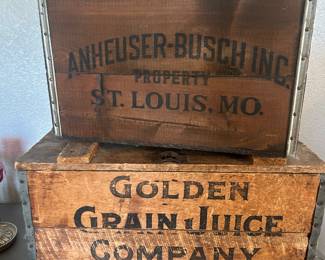 ANHEUSER-BUSCH INC.
PROPERTY
ST. LOUIS, MO.
GOLDEN
GRAIN JUICE
COMPANY